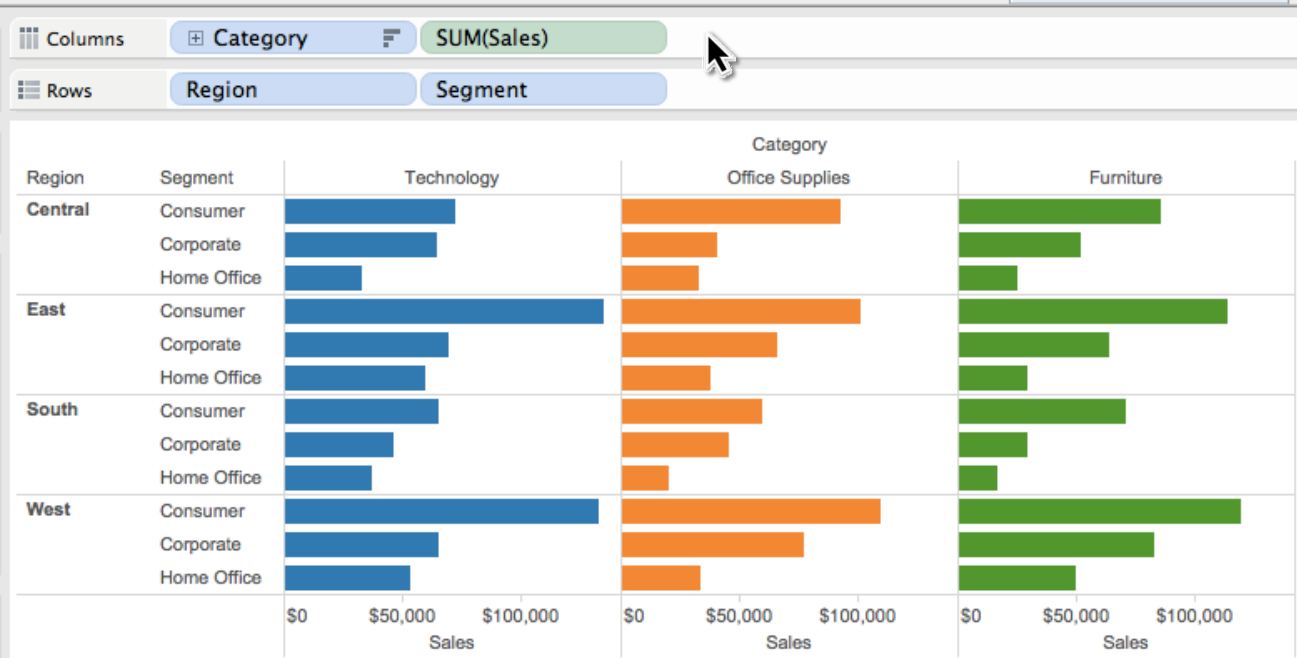 Columns Category SUM(Sales)
Rows Region Segment
Category
Region Segment Technology Office Supplies Furniture
Central Consumer
Corporate
Home Office
East Consumer
Corporate
Home Office
South Consumer
Corporate
Home Office
West Consumer
Corporate
Home Office
$0 $50,000 $100,000 $0 $50,000 $100,000 $0 $50,000 $100,000
Sales Sales Sales